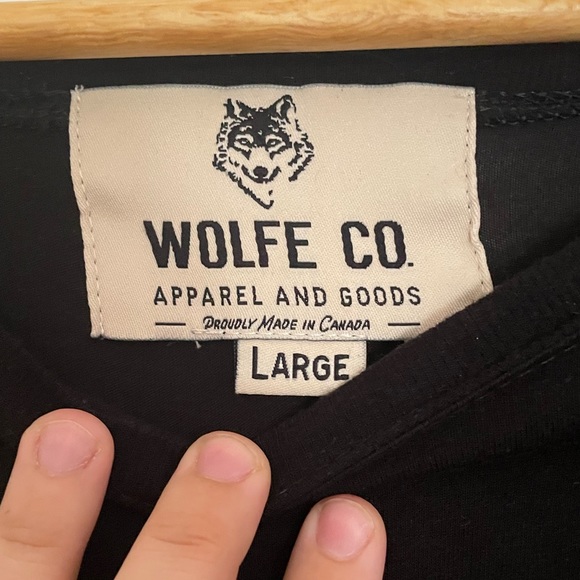 WOLFE CO.
APPAREL AND GOODS
PROUDLY MADE IN CANADA
LARGE